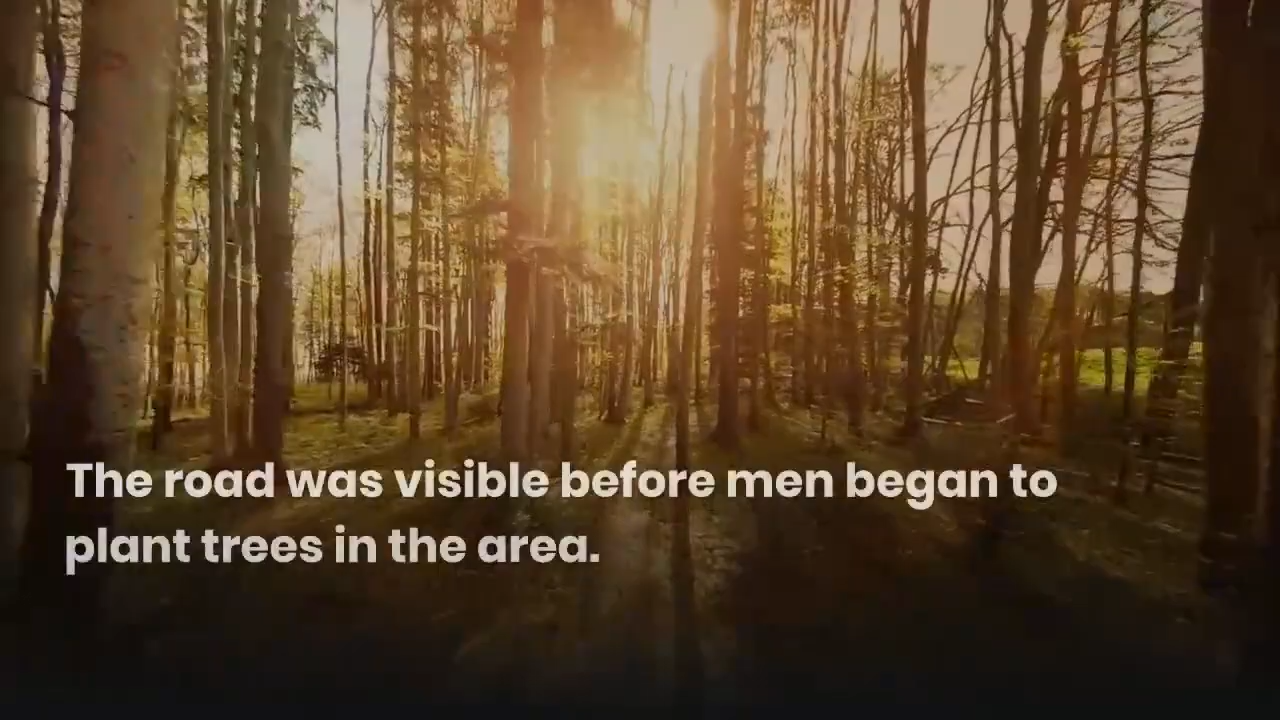 The road was visible before men began to
plant trees in the area.